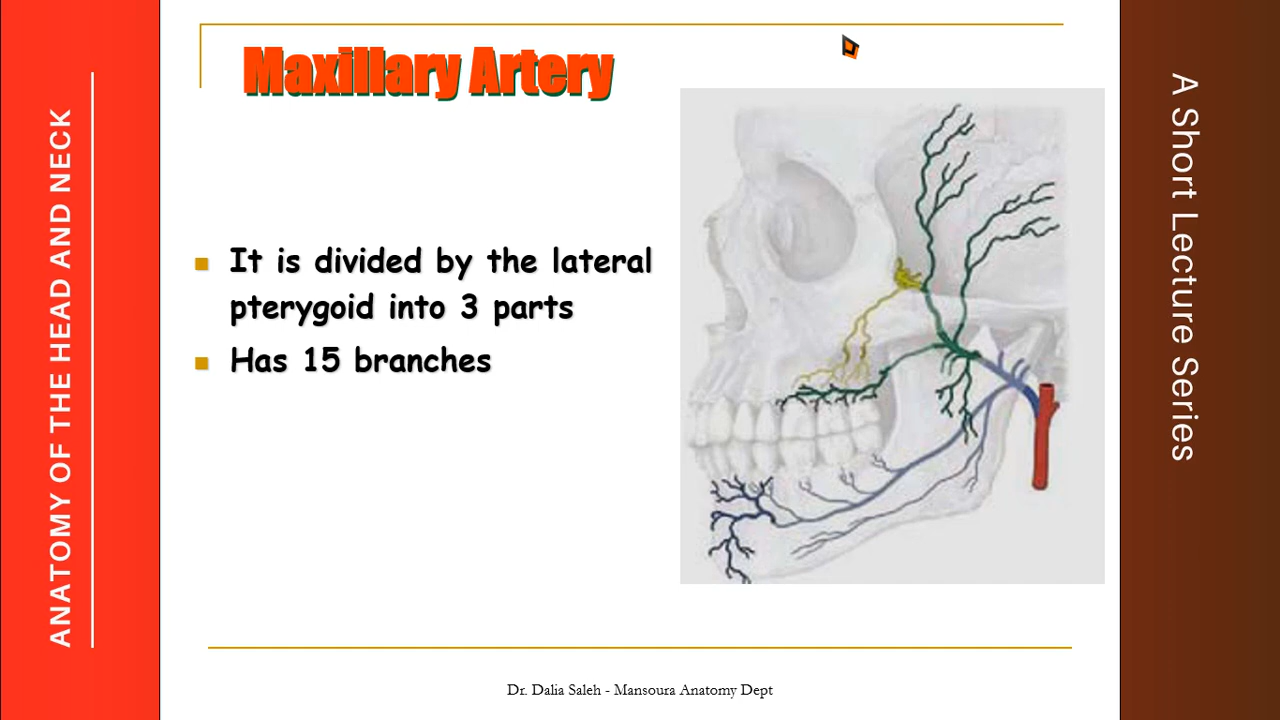 ANATOMY OF THE HEAD AND NECK
Maxillary Artery
It is divided by the lateral
pterygoid into 3 parts
Has 15 branches
Dr. Dalia Saleh - Mansoura Anatomy Dept
A Short Lecture Series